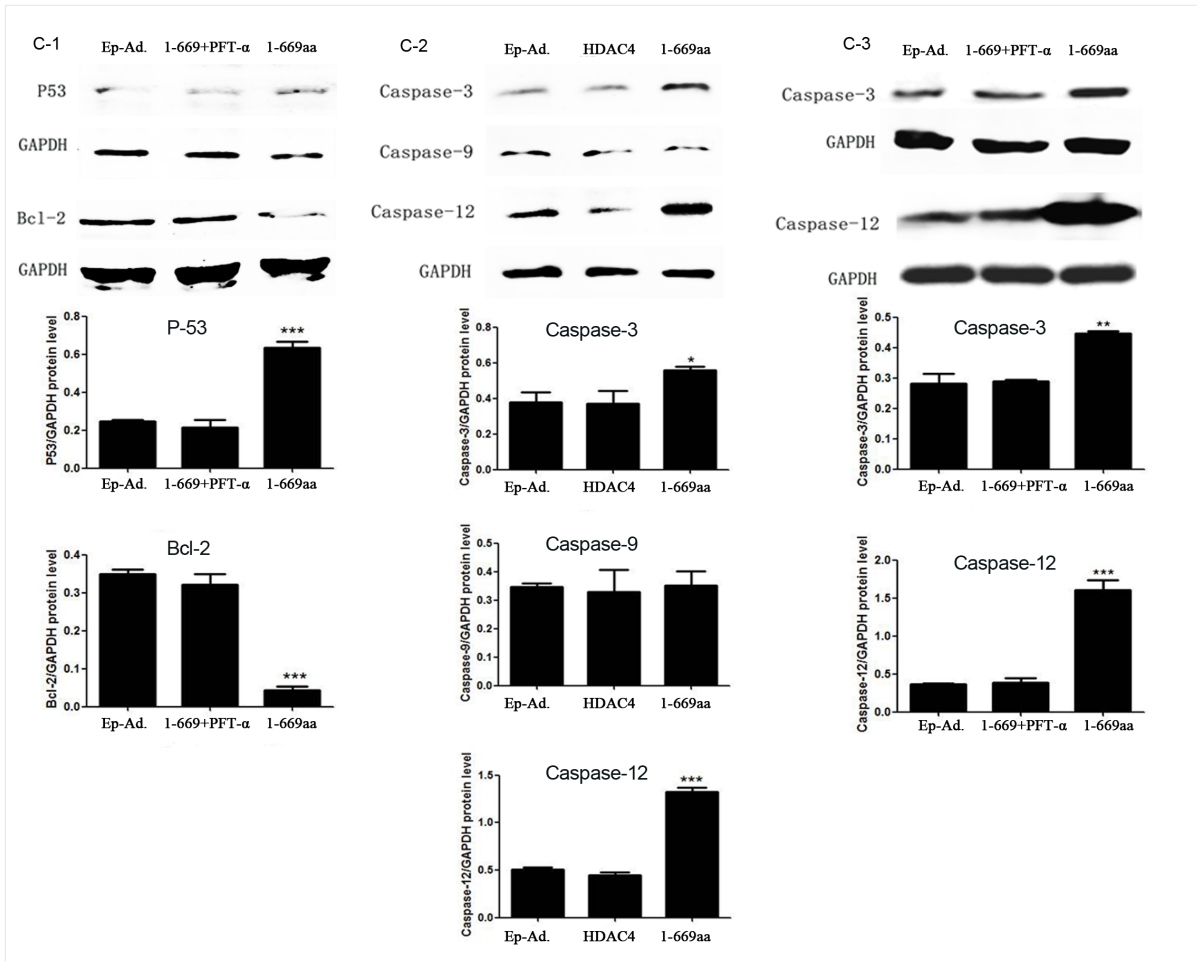 C-1
Ep-Ad. 1-669+PFT-α 1-669aa
P53
GAPDH
Bcl-2
GAPDH
P-53
P53/GAPDH protein level
0.8
0.6
0.4
0.2
0.0
***
Ep-Ad. 1-669+PFT-α 1-669aa
Bcl-2
Bcl-2/GAPDH protein level
0.4
0.3
0.2
0.1
0.0
***
Ep-Ad. 1-669+PFT-α 1-669aa
C-2
Ep-Ad. HDAC4 1-669aa
Caspase-3
Caspase-9
Caspase-12
GAPDH
Caspase-3
Caspase-3/GAPDH protein level
0.8
0.6
0.4
0.2
0.0
*
Ep-Ad. HDAC4 1-669aa
Caspase-9
Caspase-9/GAPDH protein level
0.5
0.4
0.3
0.2
0.1
0.0
Ep-Ad. HDAC4 1-669aa
Caspase-12
Caspase-12/GAPDH protein level
1.5
1.0
0.5
0.0
***
Ep-Ad. HDAC4 1-669aa
C-3
Ep-Ad. 1-669+PFT-α 1-669aa
Caspase-3
GAPDH
Caspase-12
GAPDH
Caspase-3
Caspase-3/GAPDH protein level
0.5
0.4
0.3
0.2
0.1
0.0
**
Ep-Ad. 1-669+PFT-α 1-669aa
Caspase-12
Caspase-12/GAPDH protein level
2.0
1.5
1.0
0.5
0.0
***
Ep-Ad. 1-669+PFT-α 1-669aa